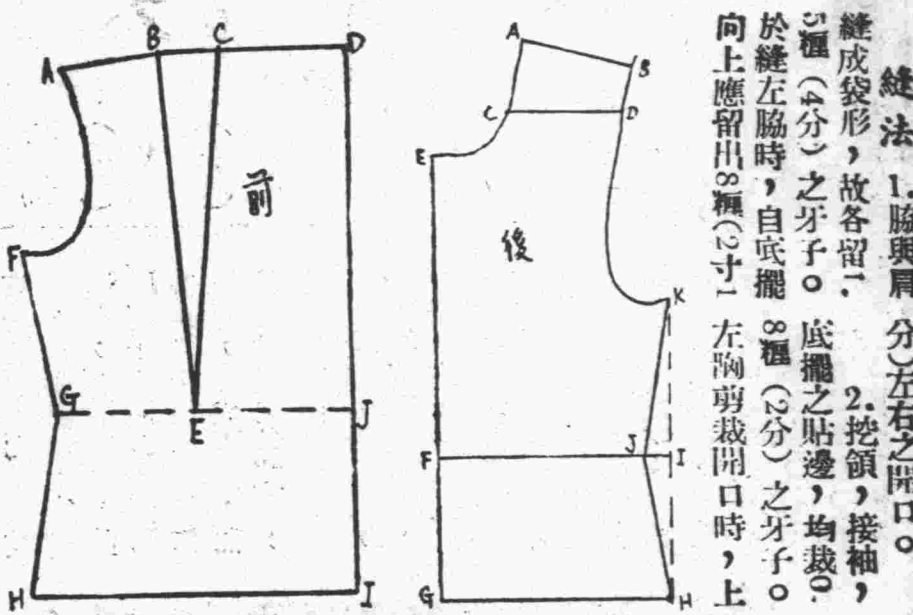 縫法 1.脇與肩
縫成袋形，故各留1.
5糎（4分）之牙子。
於縫左脇時，自底擺
向上應留出8糎(2寸1
分)左右之開口。
2.挖領，接袖，
底擺之貼邊，均裁0.
8糎（2分）之牙子。
左胸剪裁開口時，上
A
B
C
D
前
F
G
E
J
H
I
A
B
C
D
E
後
K
F
J
I
G
H